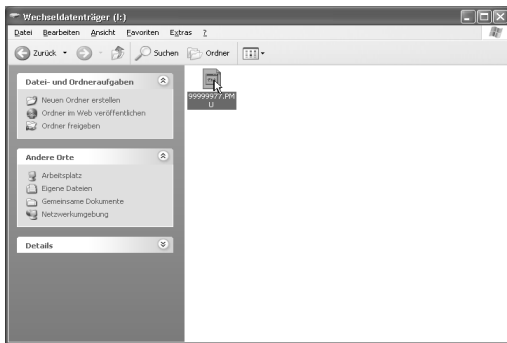 Wechseldatenträger (I:)
Datei Bearbeiten Ansicht Favoriten Extras ?
Zurück Suchen Ordner
Datei- und Ordneraufgaben
Neuen Ordner erstellen
Ordner im Web veröffentlichen
Ordner freigeben
Andere Orte
Arbeitsplatz
Eigene Dateien
Gemeinsame Dokumente
Netzwerkumgebung
Details
99999977.PM
U